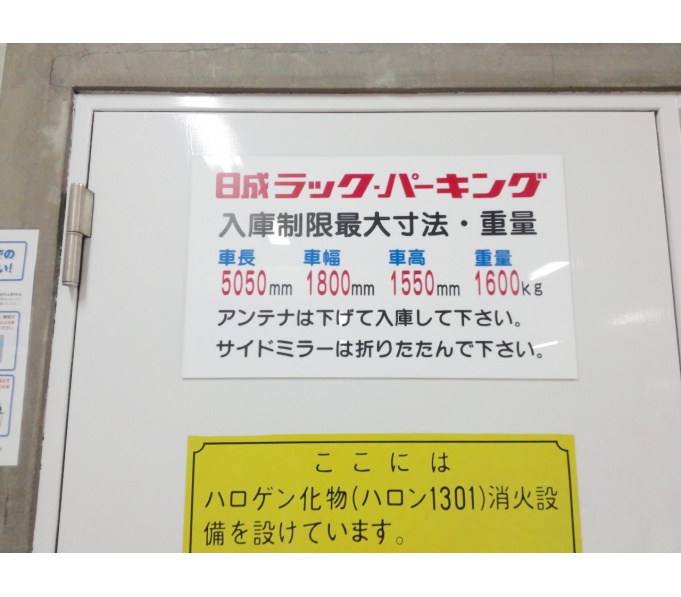 日成ラック・パーキング
入庫制限最大寸法・重量
車長 車幅 車高 重量
5050mm 1800mm 1550mm 1600kg
アンテナは下げて入庫して下さい。
サイドミラーは折りたたんで下さい。
ここには
ハロゲン化物(ハロン1301)消火設
備を設けています。